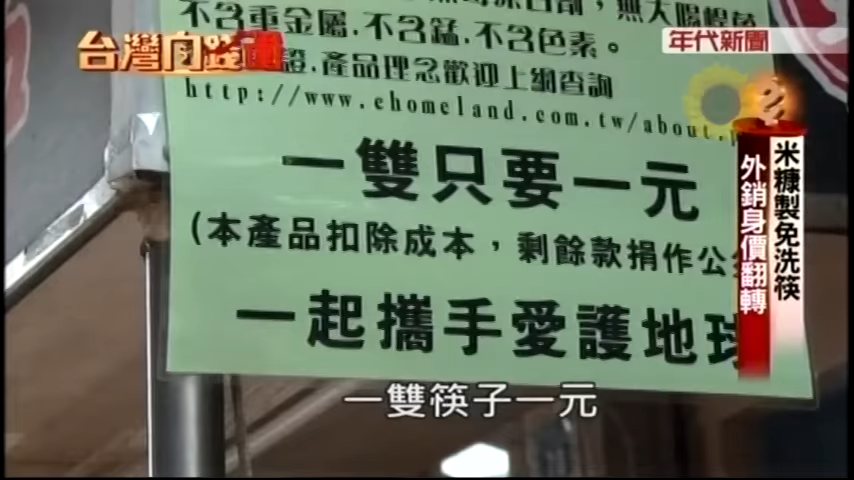 不含重金屬.不含錳.不含色素。
證.產品理念歡迎上網查詢
http://www.ehomeland.com.tw/about.
一雙只要一元
(本產品扣除成本，剩餘款捐作公
一起攜手愛護地球
台灣向錢
年代新聞
米糠製免洗筷
外銷身價翻轉
一雙筷子一元